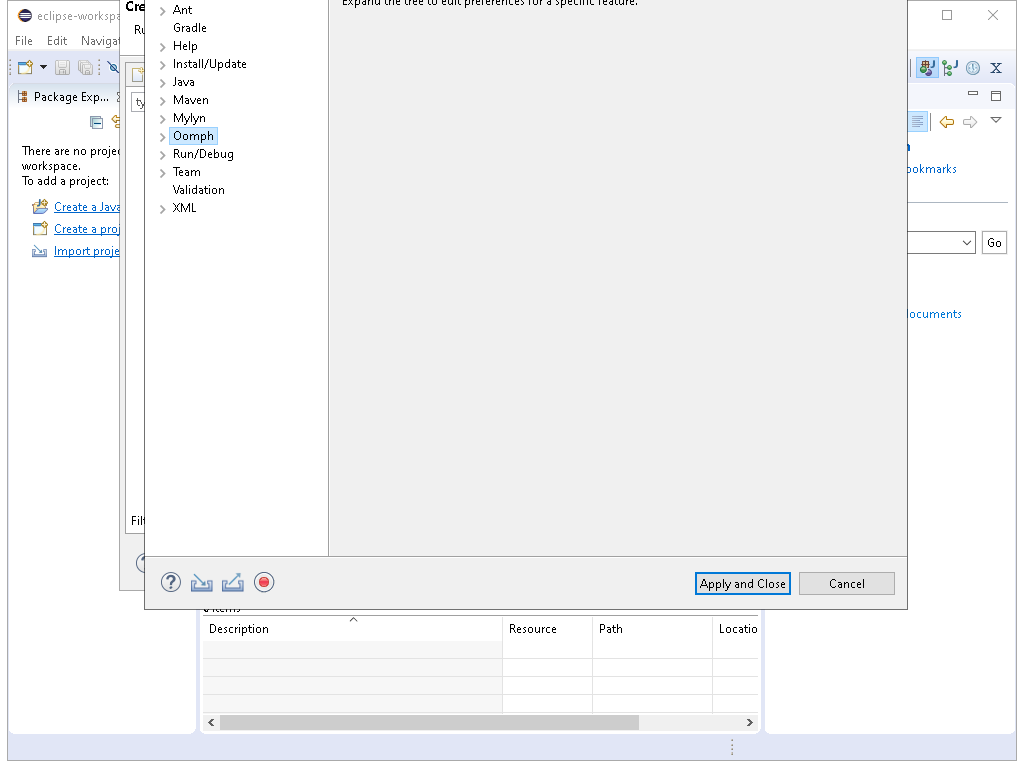 eclipse-workspa
Cre
Expand the tree to edit preferences for a specific feature.
File Edit Navigat
Ru
Ant
Gradle
Help
Install/Update
Java
Maven
Mylyn
Oomph
Run/Debug
Team
Validation
XML
Package Exp...
ty
There are no projec
workspace.
To add a project:
Create a Java
Create a proj
Import proje
ookmarks
Go
ocuments
Filt
Apply and Close
Cancel
0 items
Description Resource Path Locatio